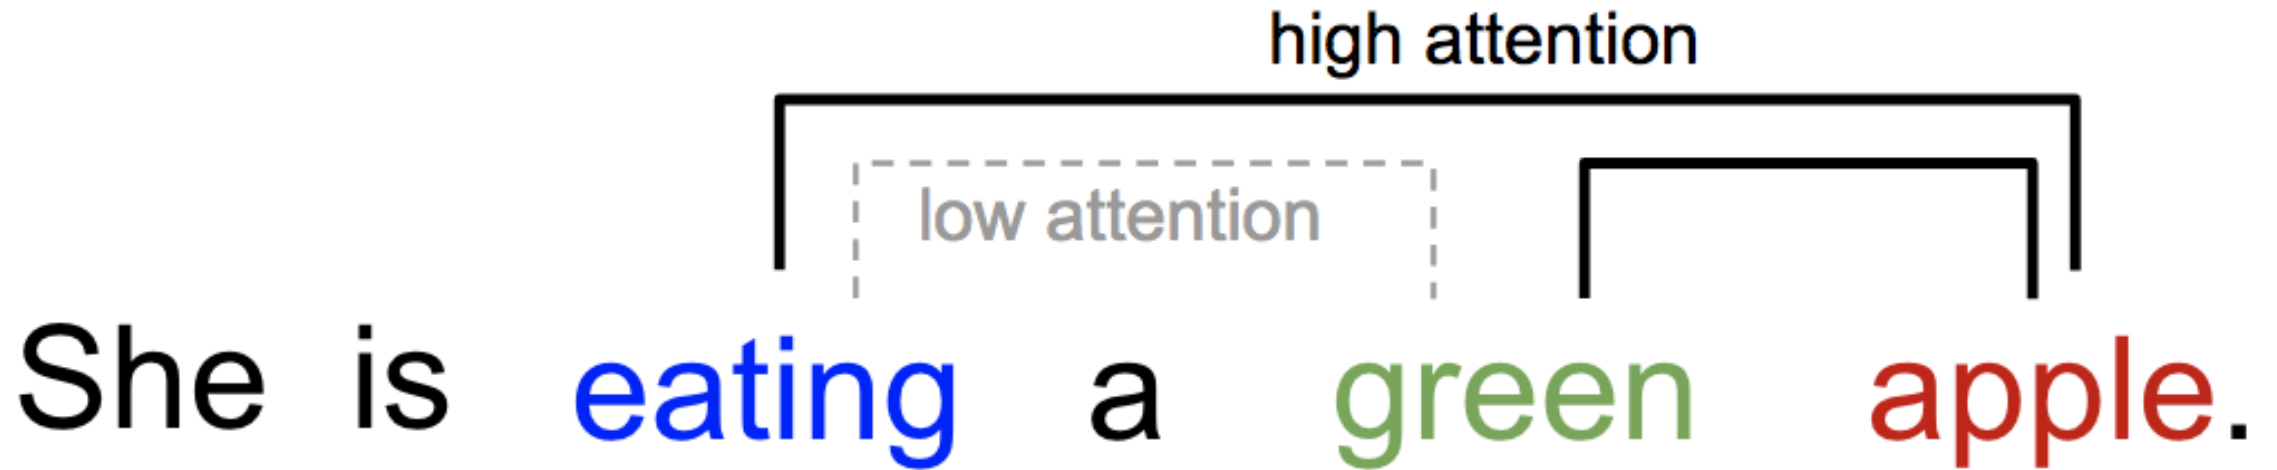 high attention
low attention
She is eating a green apple.